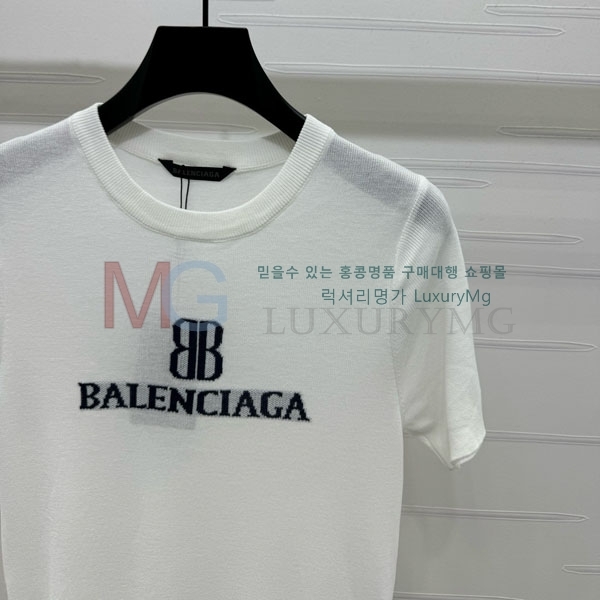 BALENCIAGA
MG
믿을수 있는 홍콩명품 구매대행 쇼핑몰
럭셔리명가 LuxuryMg
LUXURYMG
BB
BALENCIAGA